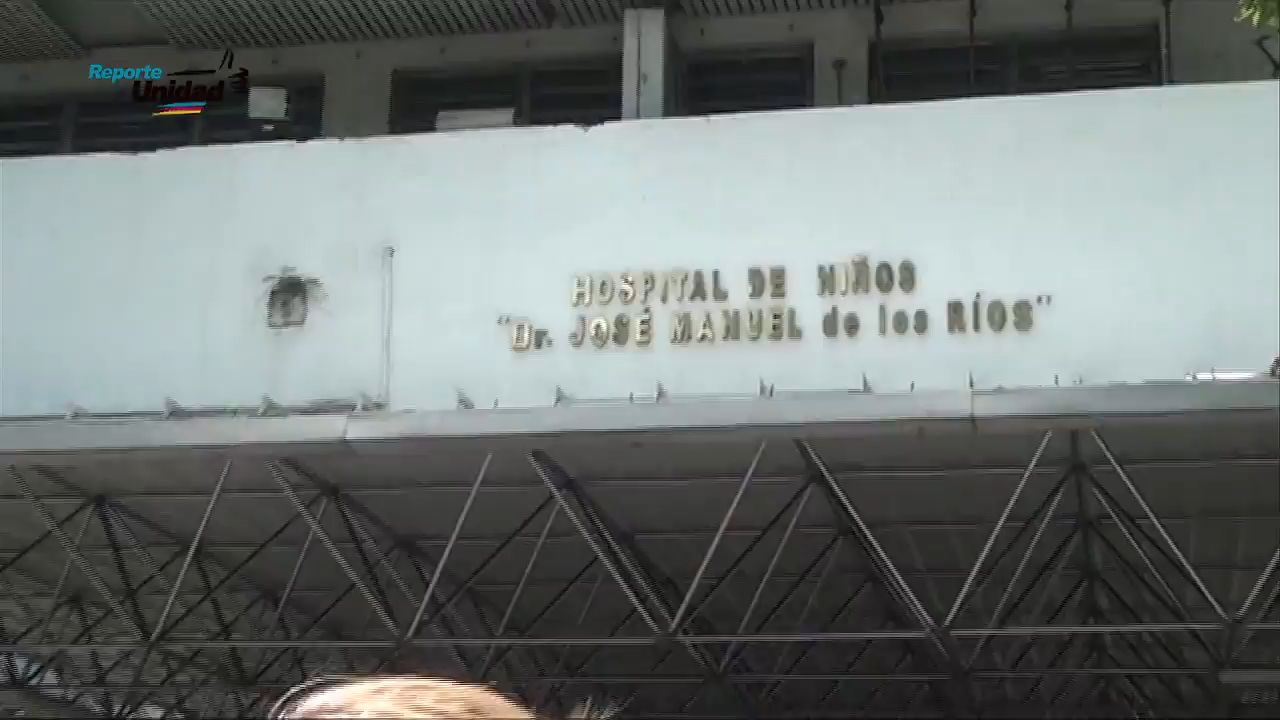 Reporte
Unidad
HOSPITAL DE NIÑOS
"Dr. JOSÉ MANUEL de los RÍOS"